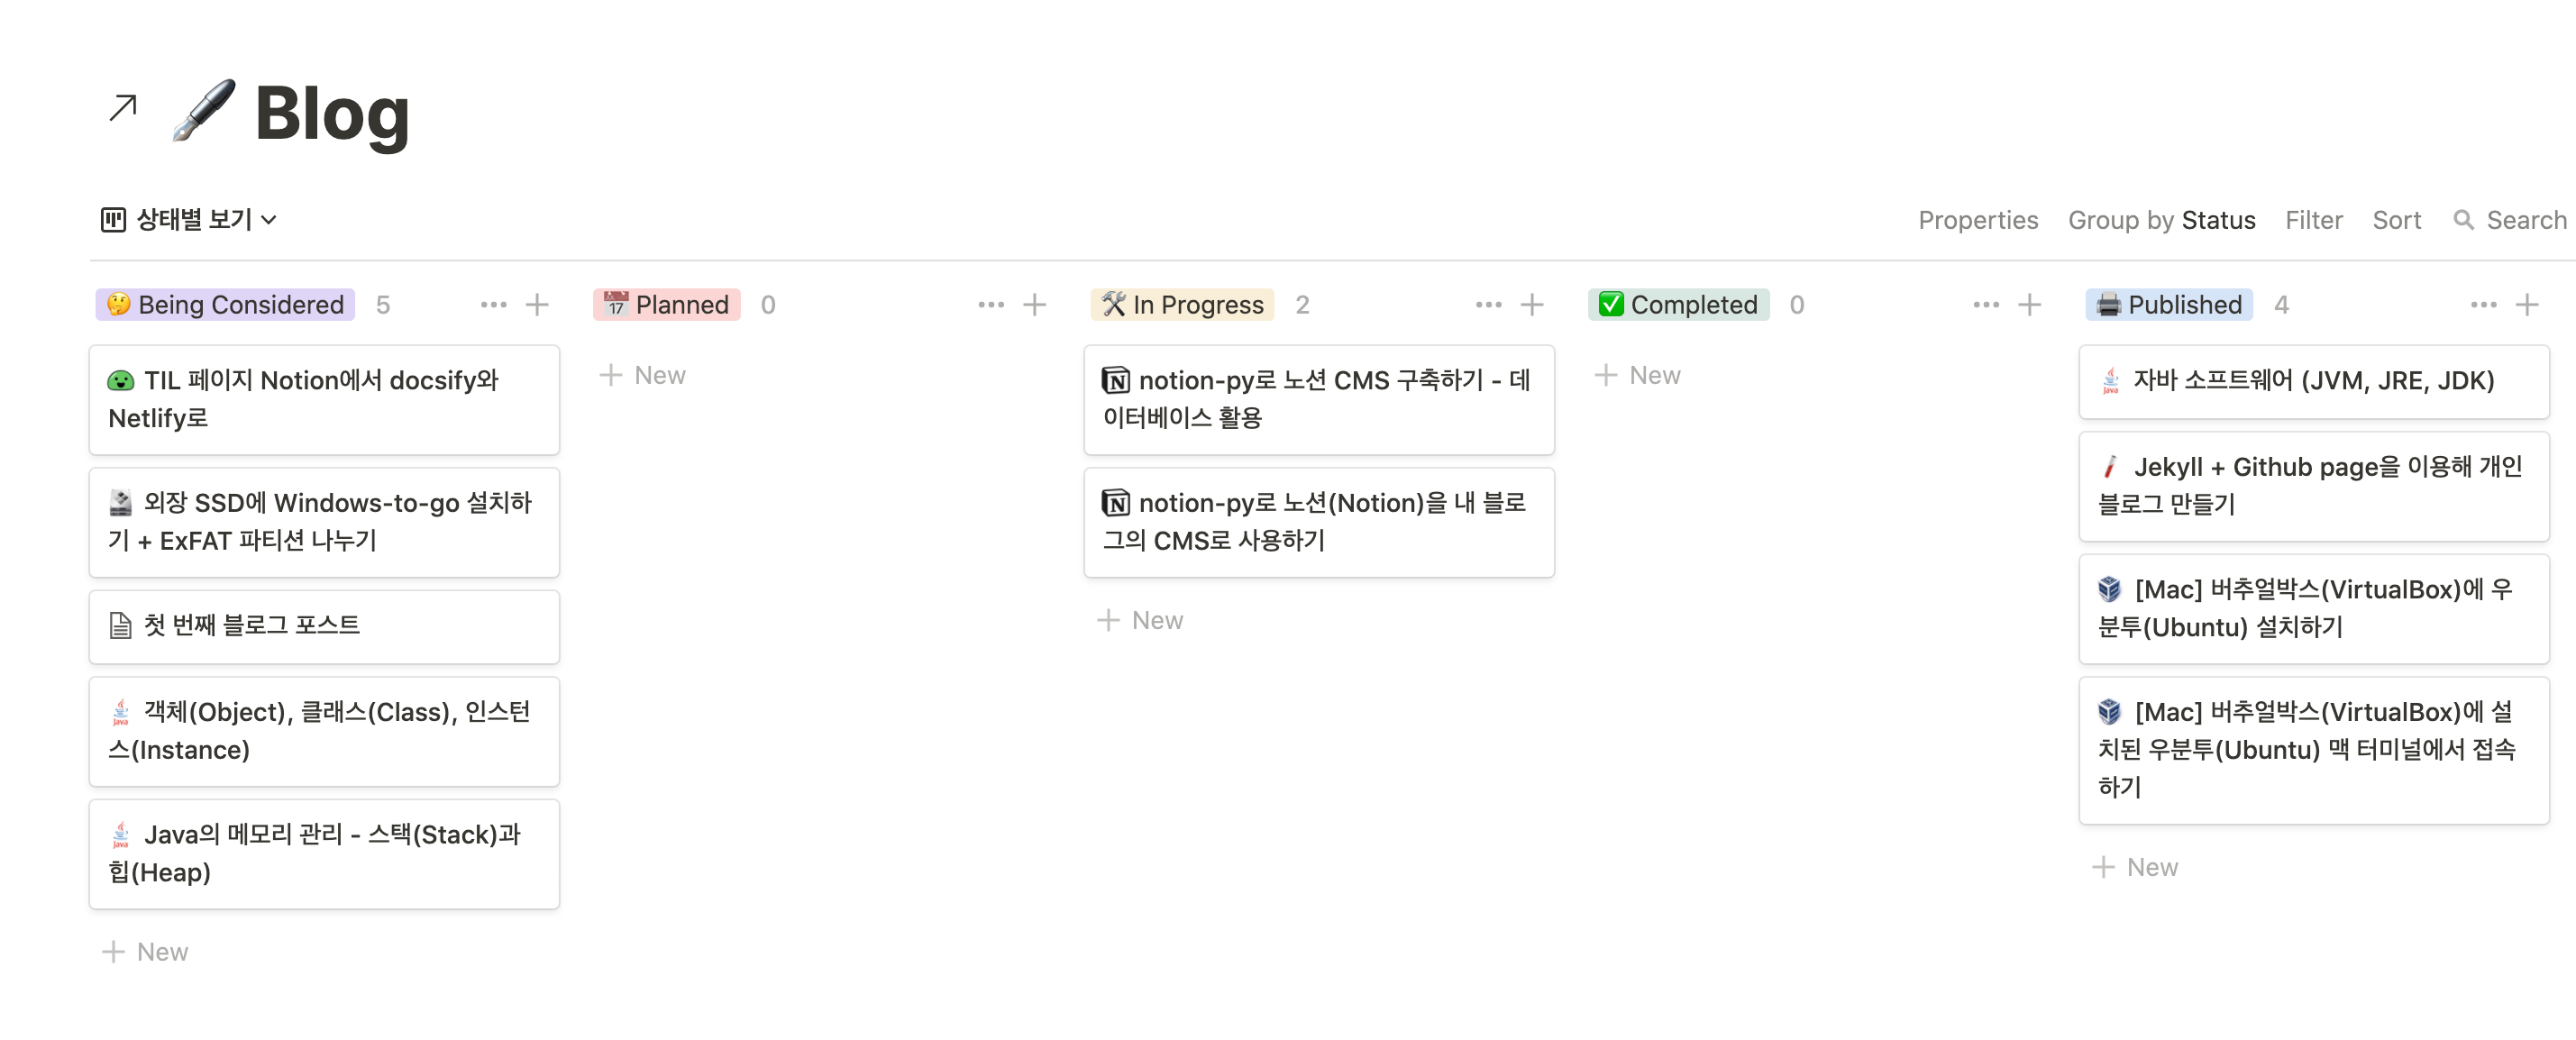 Blog
상태별 보기
Properties Group by Status Filter Sort Search
Being Considered 5
TIL 페이지 Notion에서 docsify와
Netlify로
외장 SSD에 Windows-to-go 설치하
기 + ExFAT 파티션 나누기
첫 번째 블로그 포스트
객체(Object), 클래스(Class), 인스턴
스(Instance)
Java의 메모리 관리 - 스택(Stack)과
힙(Heap)
New
Planned 0
New
In Progress 2
notion-py로 노션 CMS 구축하기 - 데
이터베이스 활용
notion-py로 노션(Notion)을 내 블로
그의 CMS로 사용하기
New
Completed 0
New
Published 4
자바 소프트웨어 (JVM, JRE, JDK)
Jekyll + Github page을 이용해 개인
블로그 만들기
[Mac] 버추얼박스(VirtualBox)에 우
분투(Ubuntu) 설치하기
[Mac] 버추얼박스(VirtualBox)에 설
치된 우분투(Ubuntu) 맥 터미널에서 접속
하기
New